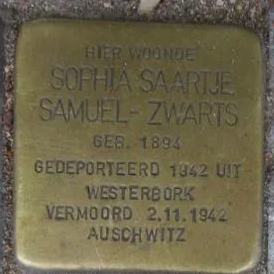 HIER WOONDE
SOPHIA SAARTJE
SAMUEL- ZWARTS
GEB. 1894
GEDEPORTEERD 1942 UIT
WESTERBORK
VERMOORD 2.11.1942
AUSCHWITZ